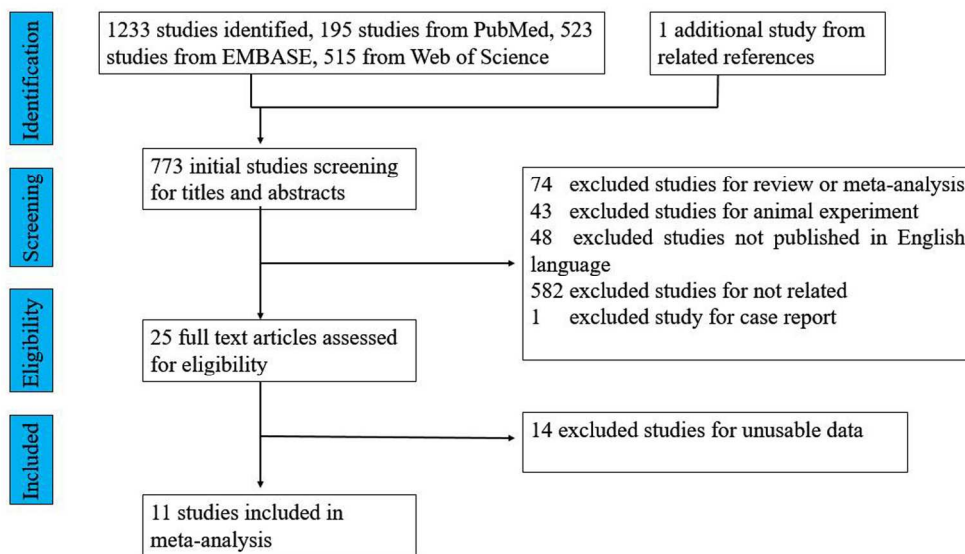 Identification
1233 studies identified, 195 studies from PubMed, 523
studies from EMBASE, 515 from Web of Science
1 additional study from
related references
Screening
773 initial studies screening
for titles and abstracts
74 excluded studies for review or meta-analysis
43 excluded studies for animal experiment
48 excluded studies not published in English
language
582 excluded studies for not related
1 excluded study for case report
Eligibility
25 full text articles assessed
for eligibility
Included
14 excluded studies for unusable data
11 studies included in
meta-analysis